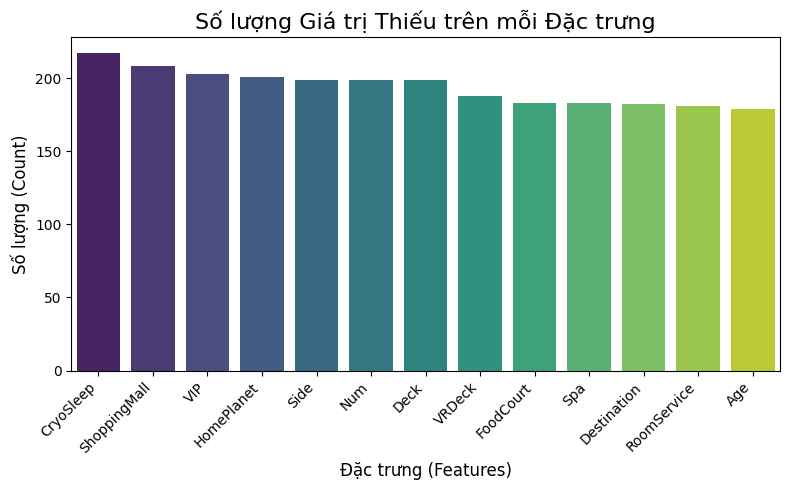 Số lượng Giá trị Thiếu trên mỗi Đặc trưng
Số lượng (Count)
200
150
100
50
0
CryoSleep
ShoppingMall
VIP
HomePlanet
Side
Num
Deck
VRDeck
FoodCourt
Spa
Destination
RoomService
Age
Đặc trưng (Features)